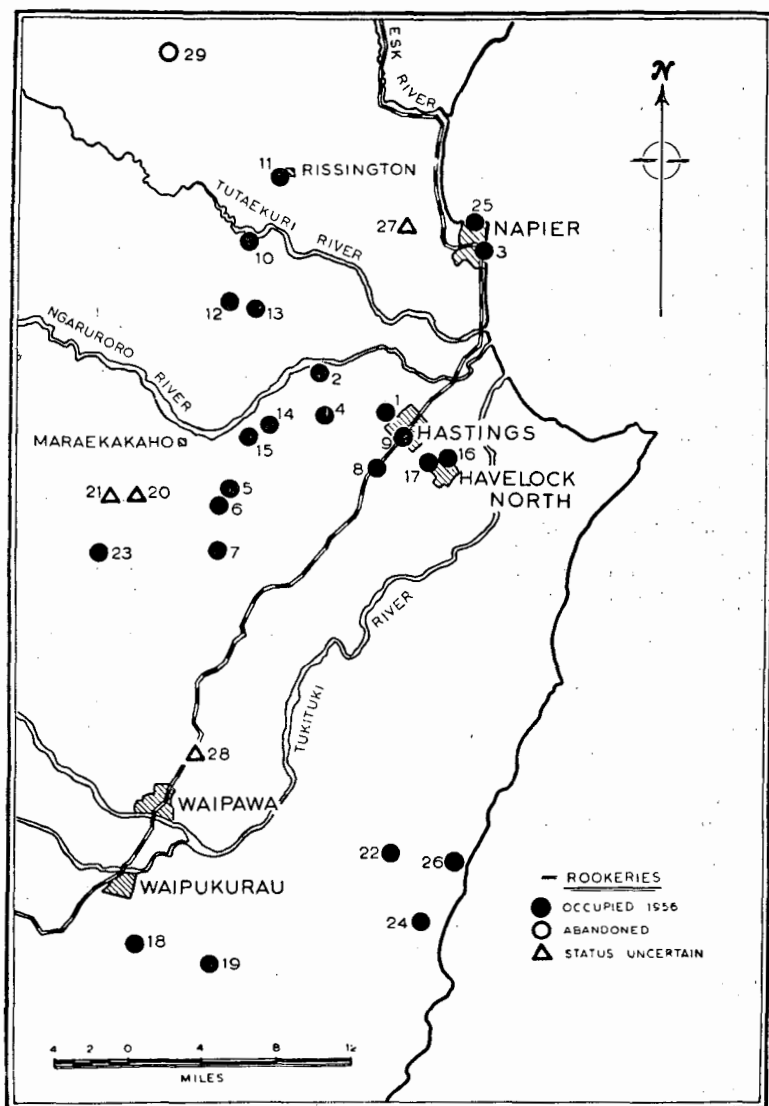 29
ESK
RIVER
N
11
RISSINGTON
TUTAEKURI
RIVER
25
NAPIER
27
3
10
12
13
NGARURORO
RIVER
2
1
4
14
MARAEKAKAHO
15
9
HASTINGS
16
8
17
HAVELOCK
NORTH
21
20
5
6
23
7
TUKITUKI
RIVER
28
WAIPAWA
22
26
WAIPUKURAU
24
18
19
ROOKERIES
OCCUPIED 1956
ABANDONED
STATUS UNCERTAIN
4 0 4 8 12
MILES